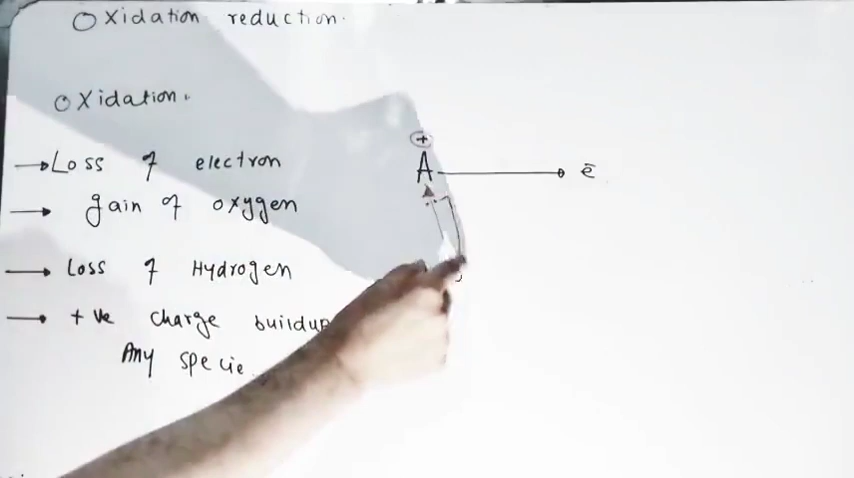 Oxidation reduction.
Oxidation.
→ Loss of electron
→ gain of oxygen
→ Loss of Hydrogen
→ +ve charge buildup
Any specie
+
A → ē